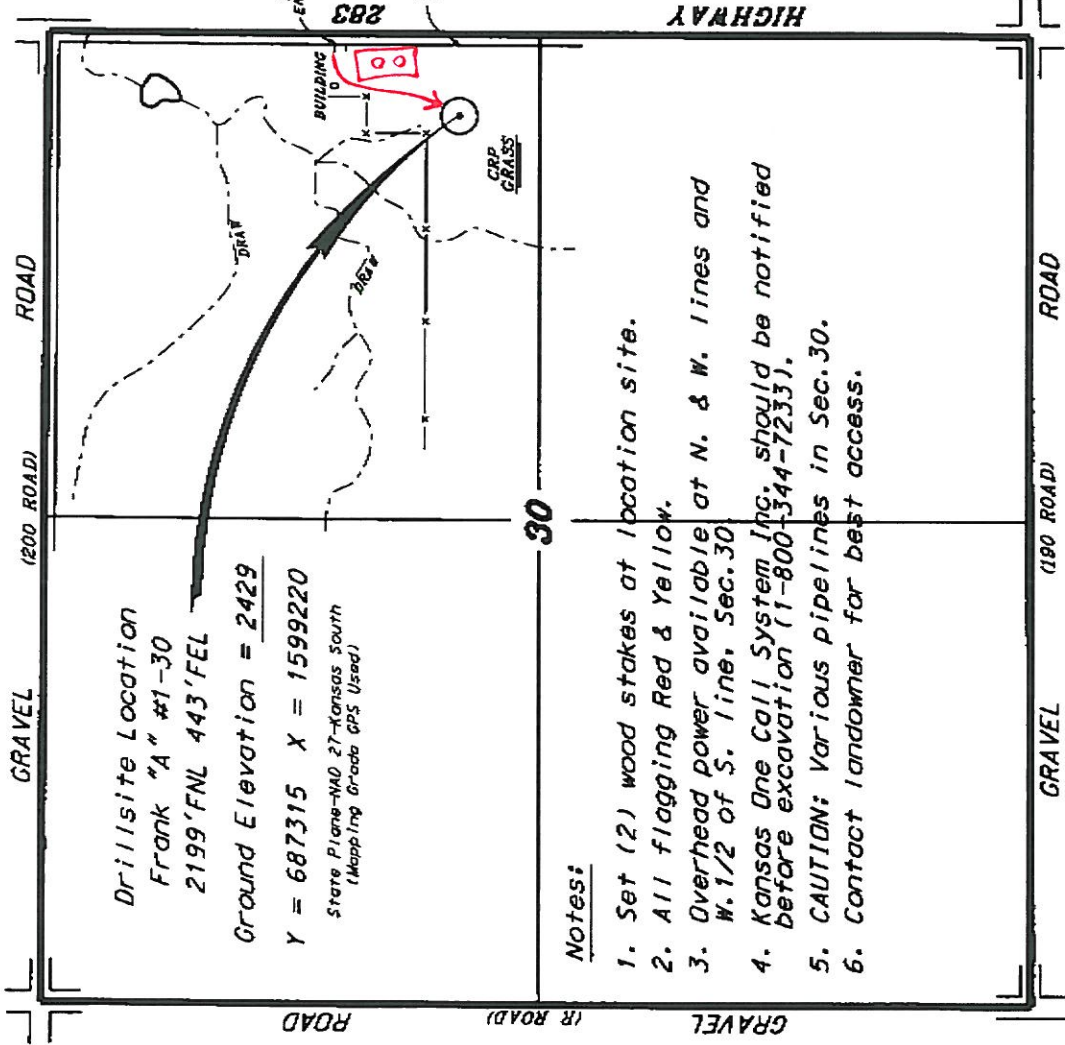 283
HIGHWAY
GRAVEL
(200 ROAD)
ROAD
Drillsite Location
Frank "A" #1-30
2199'FNL 443'FEL
Ground Elevation = 2429
Y = 687315 X = 1599220
State Plane-NAD 27-Kansas South
(Mapping Grade GPS Used)
BUILDING
DRAW
DRAW
CRP
GRASS
30
Notes:
1. Set (2) wood stakes at location site.
2. All flagging Red & Yellow.
3. Overhead power available at N. & W. lines and
W.1/2 of S. line, Sec.30
4. Kansas One Call System Inc. should be notified
before excavation (1-800-344-7233).
5. CAUTION: Various pipelines in Sec.30.
6. Contact landowner for best access.
ROAD
(R ROAD)
GRAVEL
GRAVEL
(190 ROAD)
ROAD